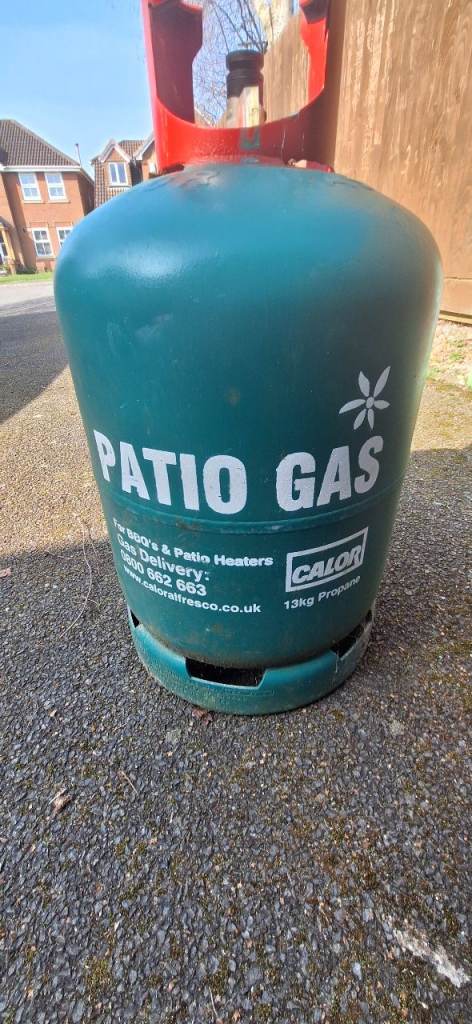 PATIO GAS
For BBQ's & Patio Heaters
Gas Delivery:
0800 662 663
www.caloralfresco.co.uk
CALOR
13kg Propane